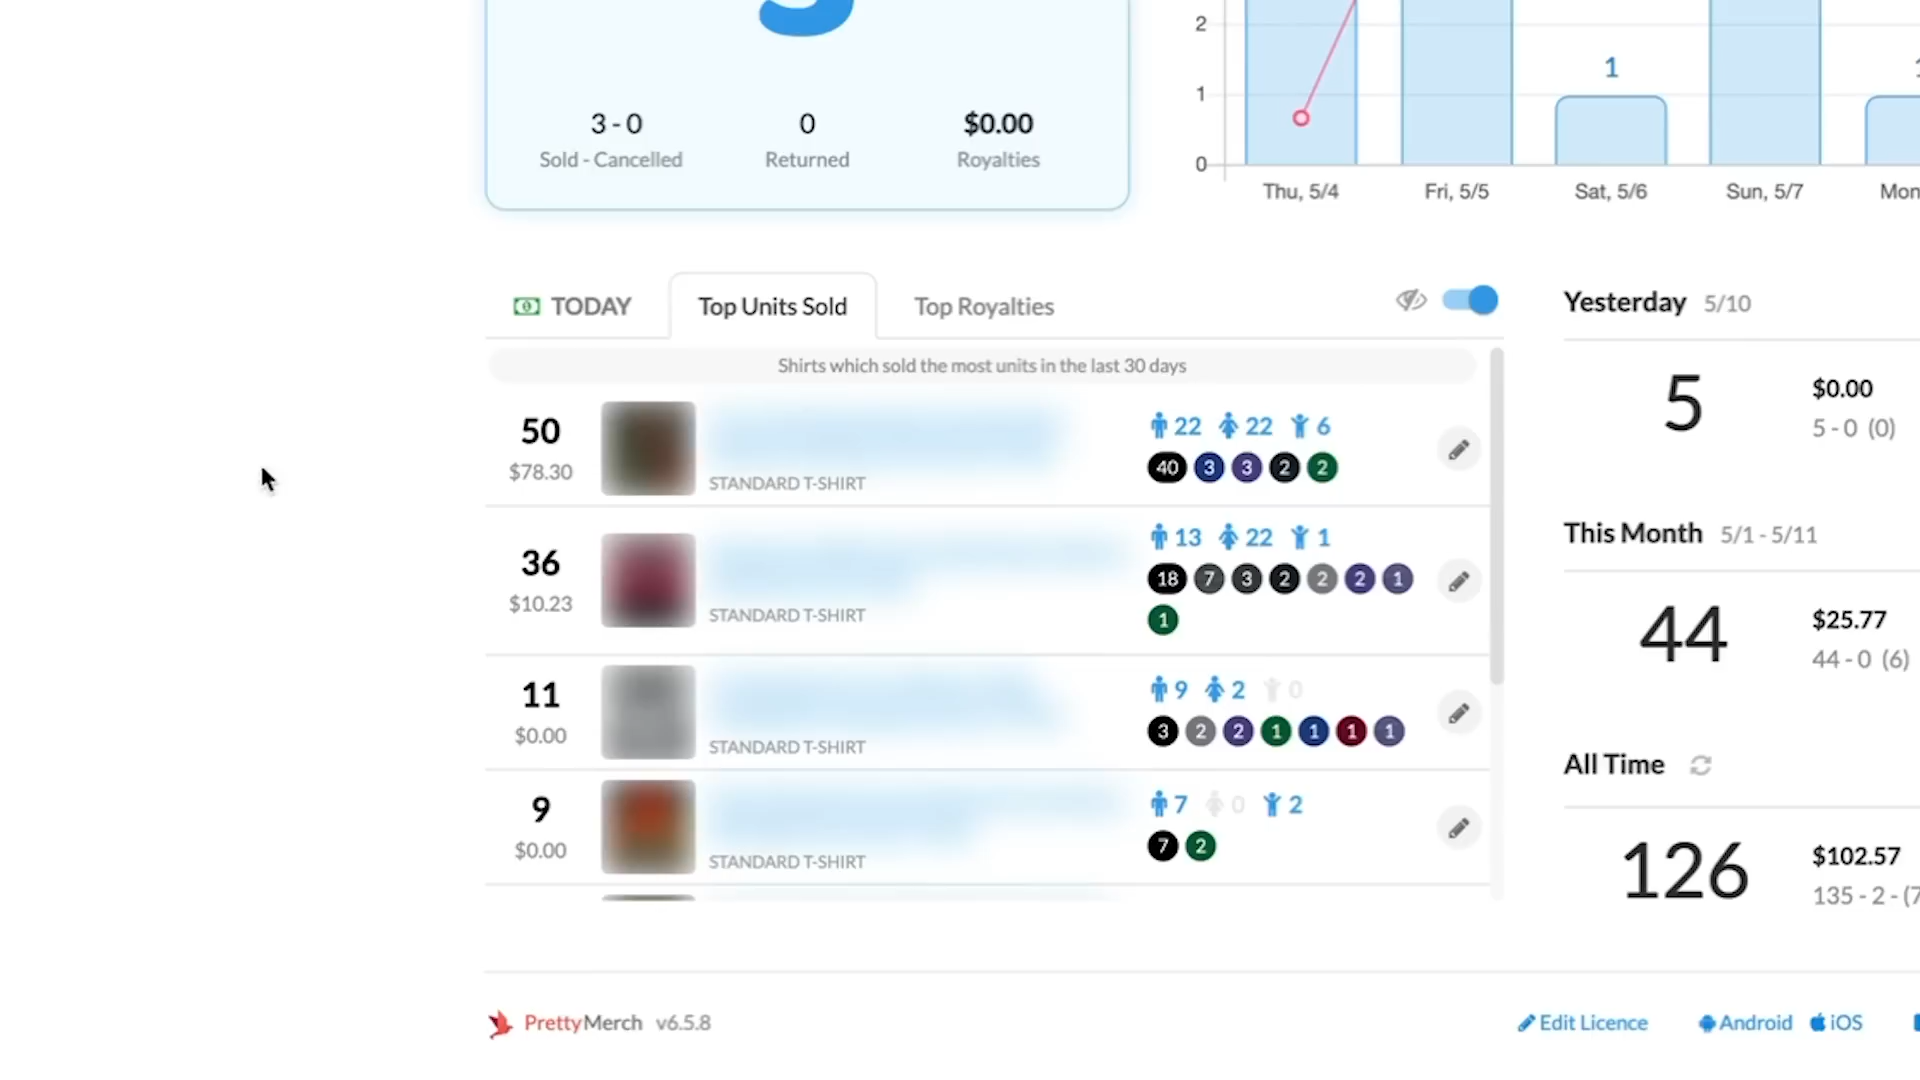 3 - 0
Sold - Cancelled
0
Returned
$0.00
Royalties
2
1
0
1
Thu, 5/4
Fri, 5/5
Sat, 5/6
Sun, 5/7
Mon
TODAY
Top Units Sold
Top Royalties
Shirts which sold the most units in the last 30 days
50
$78.30
STANDARD T-SHIRT
22 22 6
40 3 3 2 2
36
$10.23
STANDARD T-SHIRT
13 22 1
18 7 3 2 2 2 1
1
11
$0.00
STANDARD T-SHIRT
9 2 0
3 2 2 1 1 1 1
9
$0.00
STANDARD T-SHIRT
7 0 2
7 2
Yesterday 5/10
5
$0.00
5 - 0 (0)
This Month 5/1 - 5/11
44
$25.77
44 - 0 (6)
All Time
126
$102.57
135 - 2 - (7
PrettyMerch v6.5.8
Edit Licence
Android
iOS